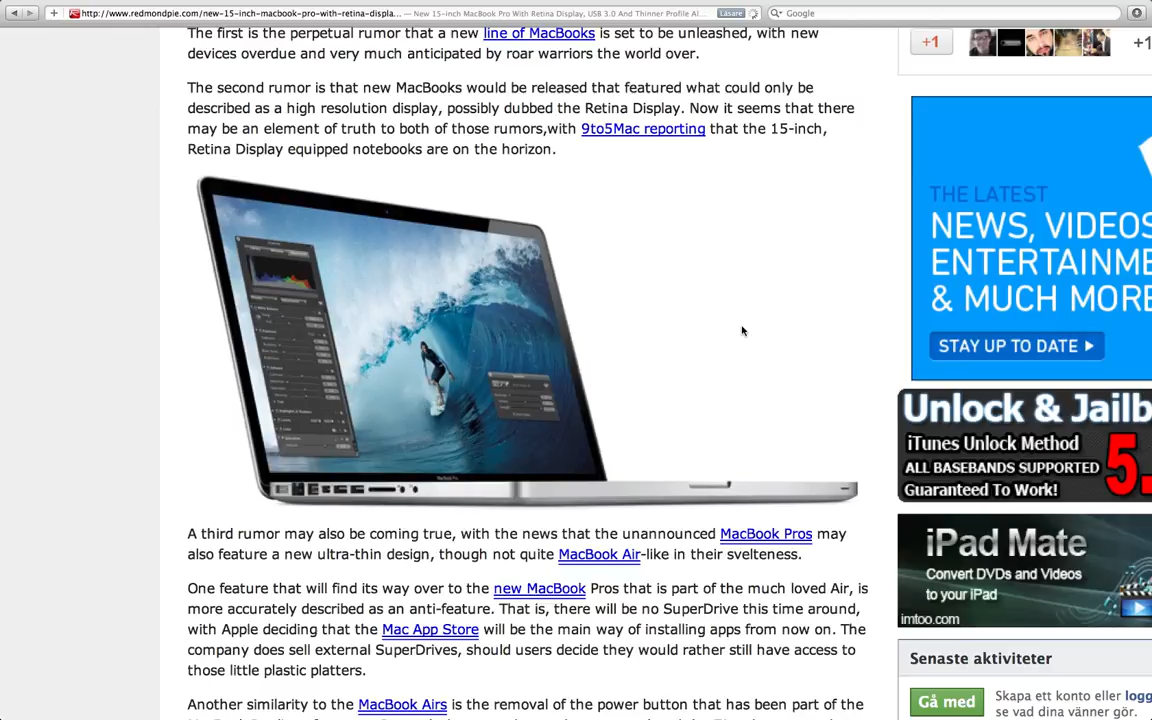 http://www.redmondpie.com/new-15-inch-macbook-pro-with-retina-displa... — New 15-inch MacBook Pro With Retina Display, USB 3.0 And Thinner Profile Al... Läsare Google
The first is the perpetual rumor that a new line of MacBooks is set to be unleashed, with new
devices overdue and very much anticipated by roar warriors the world over.
The second rumor is that new MacBooks would be released that featured what could only be
described as a high resolution display, possibly dubbed the Retina Display. Now it seems that there
may be an element of truth to both of those rumors,with 9to5Mac reporting that the 15-inch,
Retina Display equipped notebooks are on the horizon.
A third rumor may also be coming true, with the news that the unannounced MacBook Pros may
also feature a new ultra-thin design, though not quite MacBook Air-like in their svelteness.
One feature that will find its way over to the new MacBook Pros that is part of the much loved Air, is
more accurately described as an anti-feature. That is, there will be no SuperDrive this time around,
with Apple deciding that the Mac App Store will be the main way of installing apps from now on. The
company does sell external SuperDrives, should users decide they would rather still have access to
those little plastic platters.
Another similarity to the MacBook Airs is the removal of the power button that has been part of the
+1
+1
THE LATEST
NEWS, VIDEOS
ENTERTAINME
& MUCH MORE
STAY UP TO DATE
Unlock & Jailb
iTunes Unlock Method
ALL BASEBANDS SUPPORTED
Guaranteed To Work!
5.
iPad Mate
Convert DVDs and Videos
to your iPad
imtoo.com
Senaste aktiviteter
Gå med
Skapa ett konto eller logg
se vad dina vänner gör.